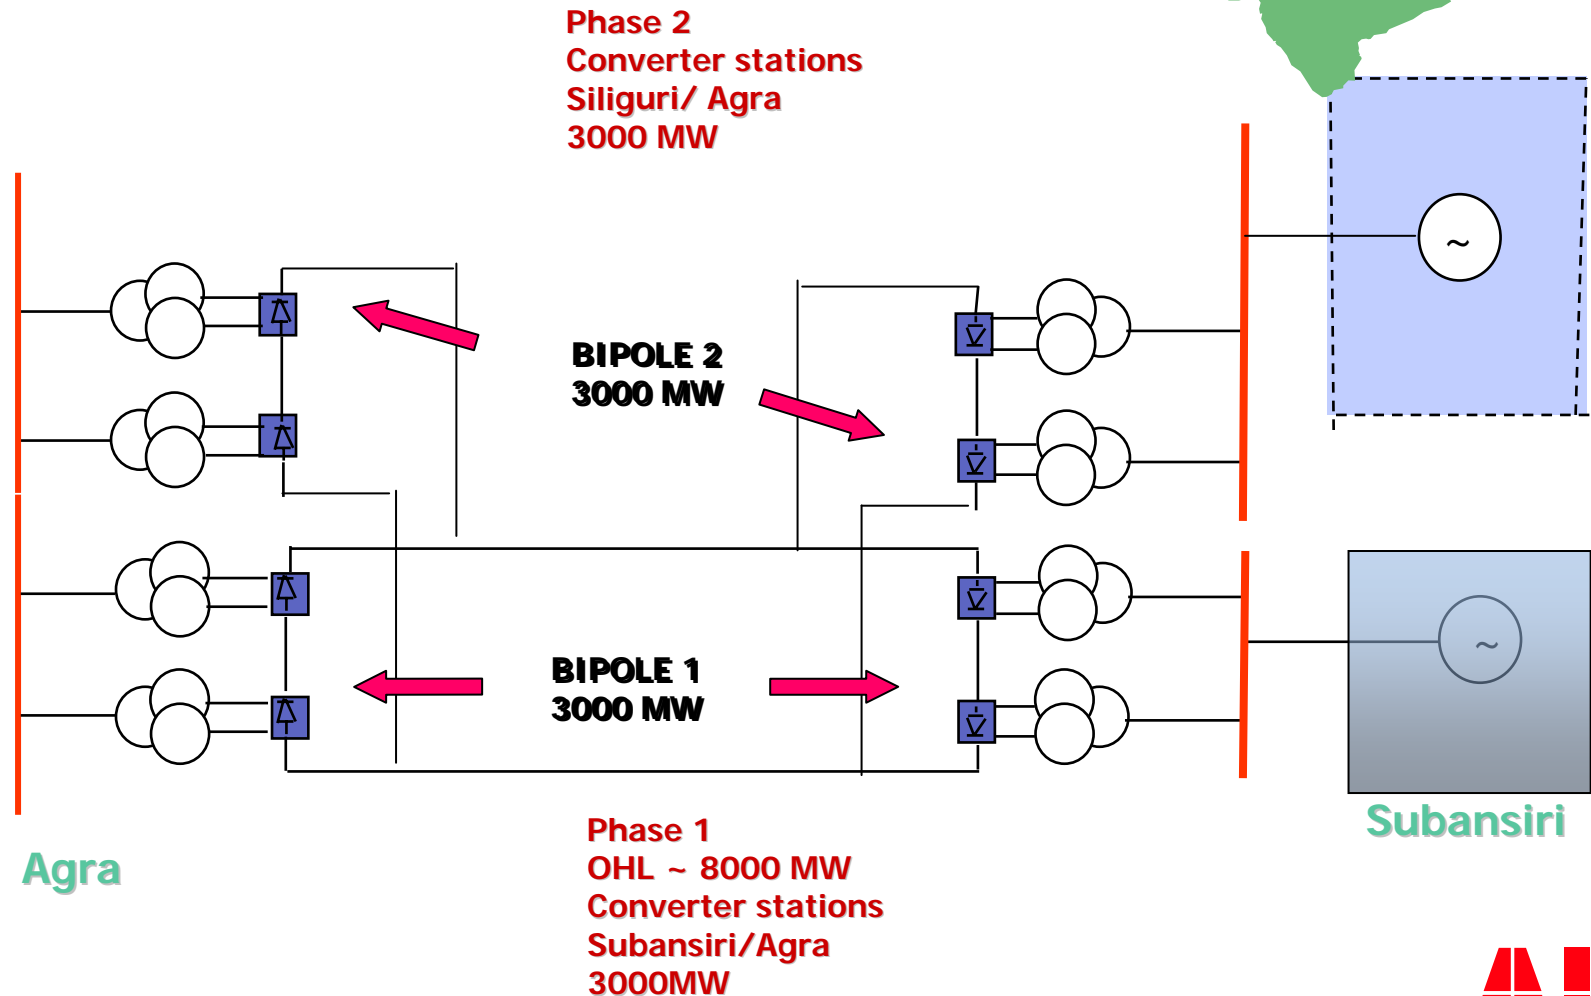 Phase 2
Converter stations
Siliguri/ Agra
3000 MW
~
BIPOLE 2
3000 MW
BIPOLE 1
3000 MW
~
Subansiri
Agra
Phase 1
OHL ~ 8000 MW
Converter stations
Subansiri/Agra
3000MW